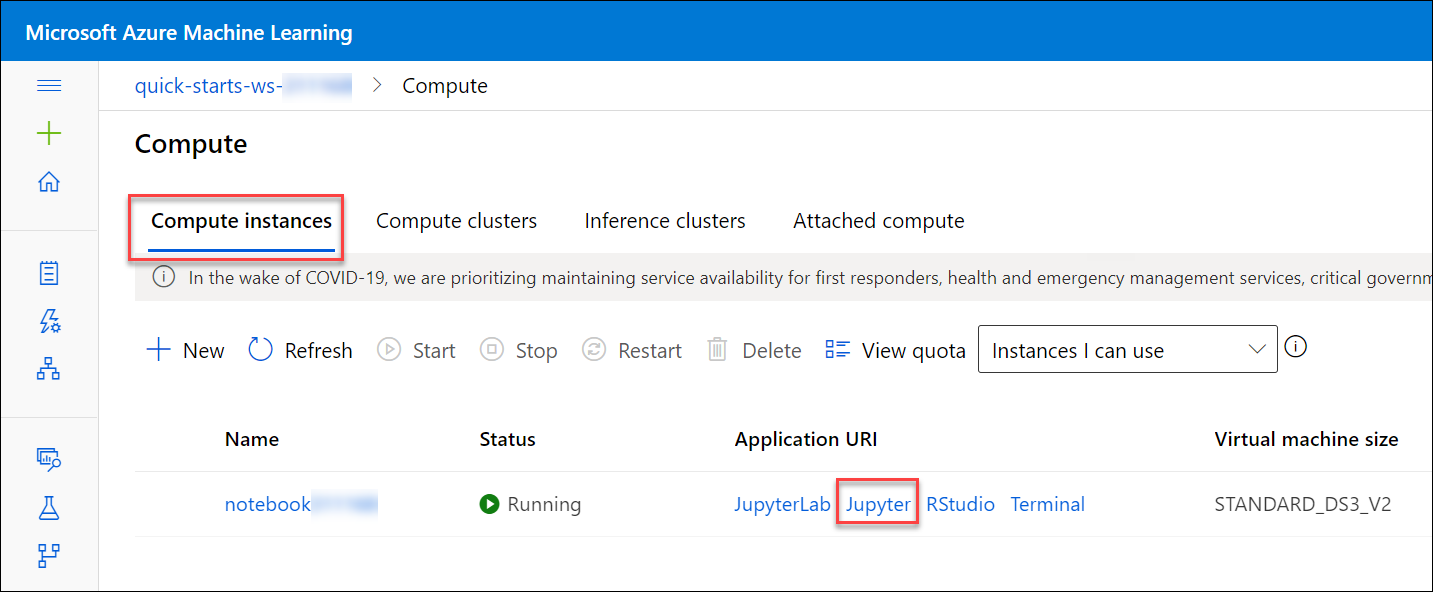 Microsoft Azure Machine Learning
quick-starts-ws- > Compute
Compute
Compute instances Compute clusters Inference clusters Attached compute
In the wake of COVID-19, we are prioritizing maintaining service availability for first responders, health and emergency management services, critical governm
New Refresh Start Stop Restart Delete View quota Instances I can use
Name Status Application URI Virtual machine size
notebook Running JupyterLab Jupyter RStudio Terminal STANDARD_DS3_V2